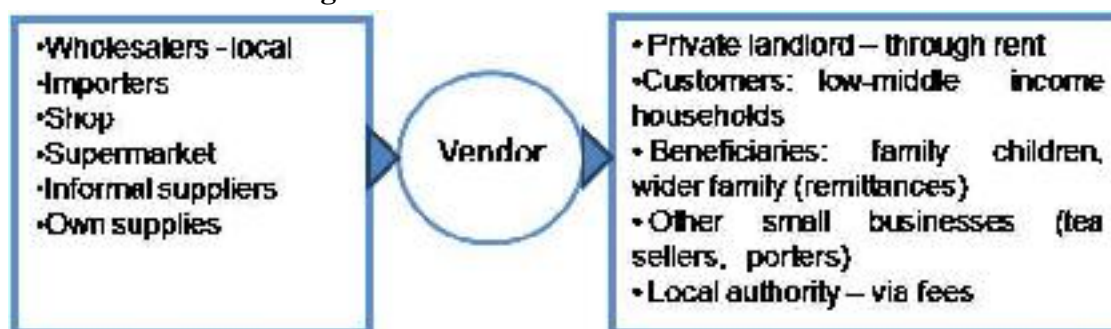 •Wholesalers - local
•Importers
•Shop
•Supermarket
•Informal suppliers
•Own supplies
Vendor
• Private landlord – through rent
•Customers: low-middle income
households
• Beneficiaries: family children,
wider family (remittances)
• Other small businesses (tea
sellers, porters)
• Local authority – via fees